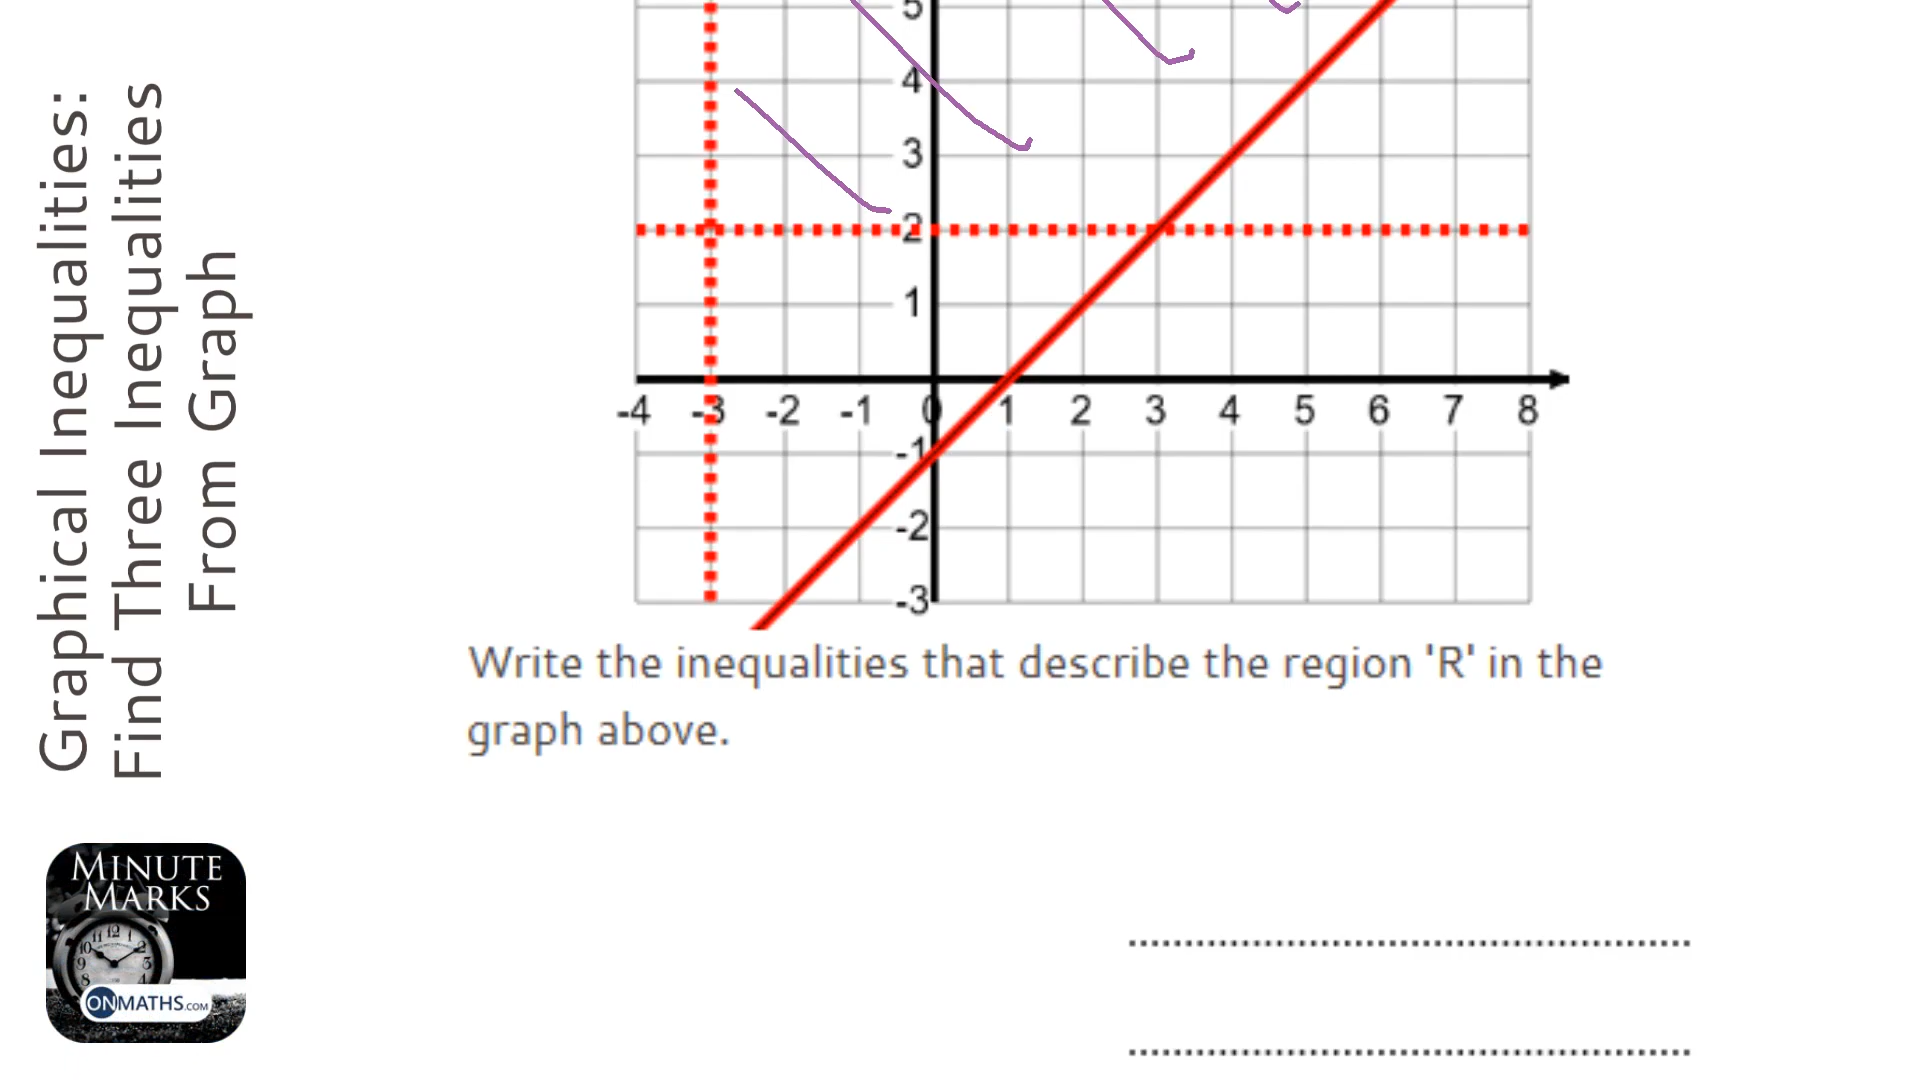 Graphical Inequalities:
Find Three Inequalities
From Graph
5
4
3
2
1
-4 -3 -2 -1 0 1 2 3 4 5 6 7 8
-1
-2
-3
Write the inequalities that describe the region 'R' in the
graph above.
MINUTE
MARKS
ONMATHS.COM